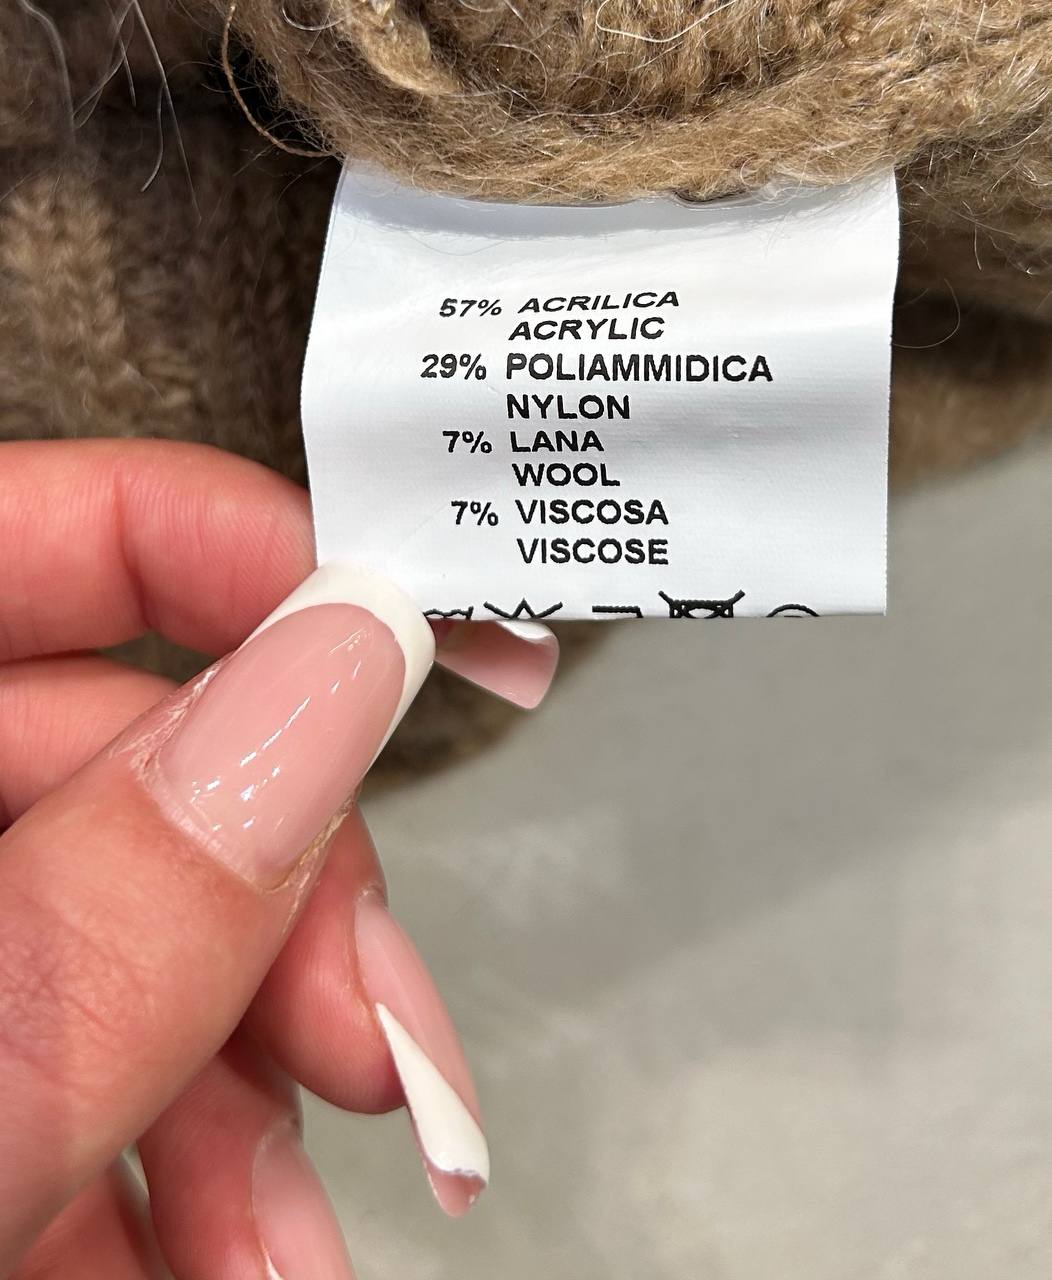 57% ACRILICA
ACRYLIC
29% POLIAMMIDICA
NYLON
7% LANA
WOOL
7% VISCOSA
VISCOSE